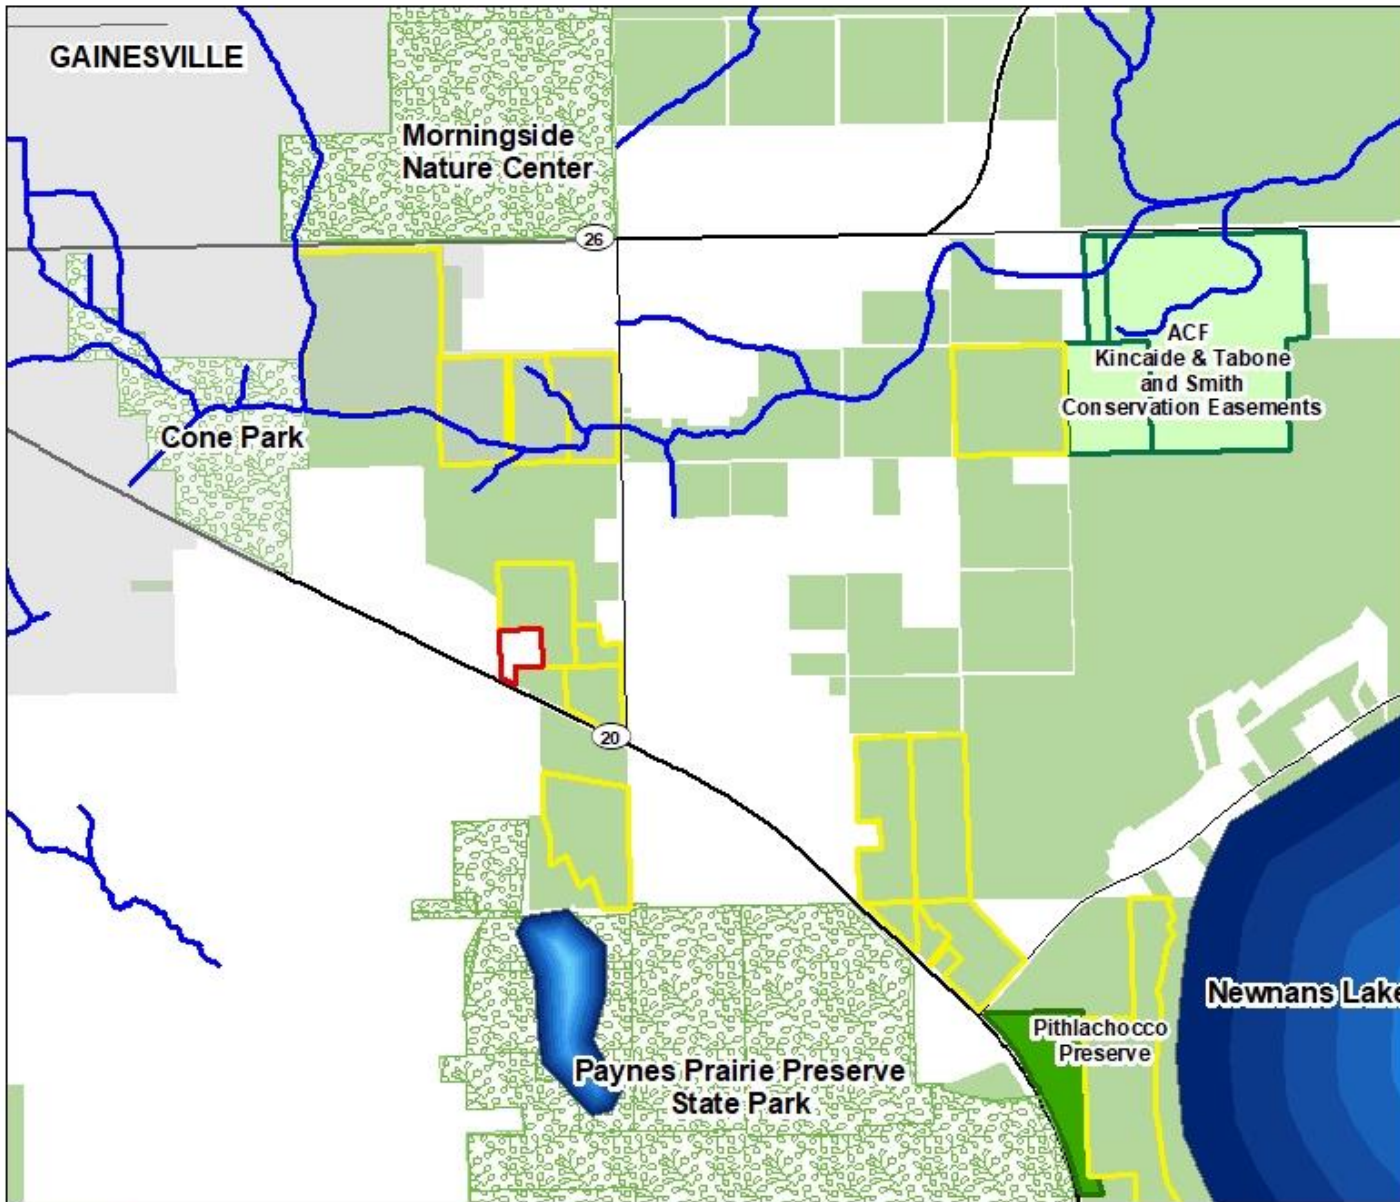 GAINESVILLE
Morningside
Nature Center
26
ACF
Kincaide & Tabone
and Smith
Conservation Easements
Cone Park
20
Newnans Lake
Pithlachocco
Preserve
Paynes Prairie Preserve
State Park